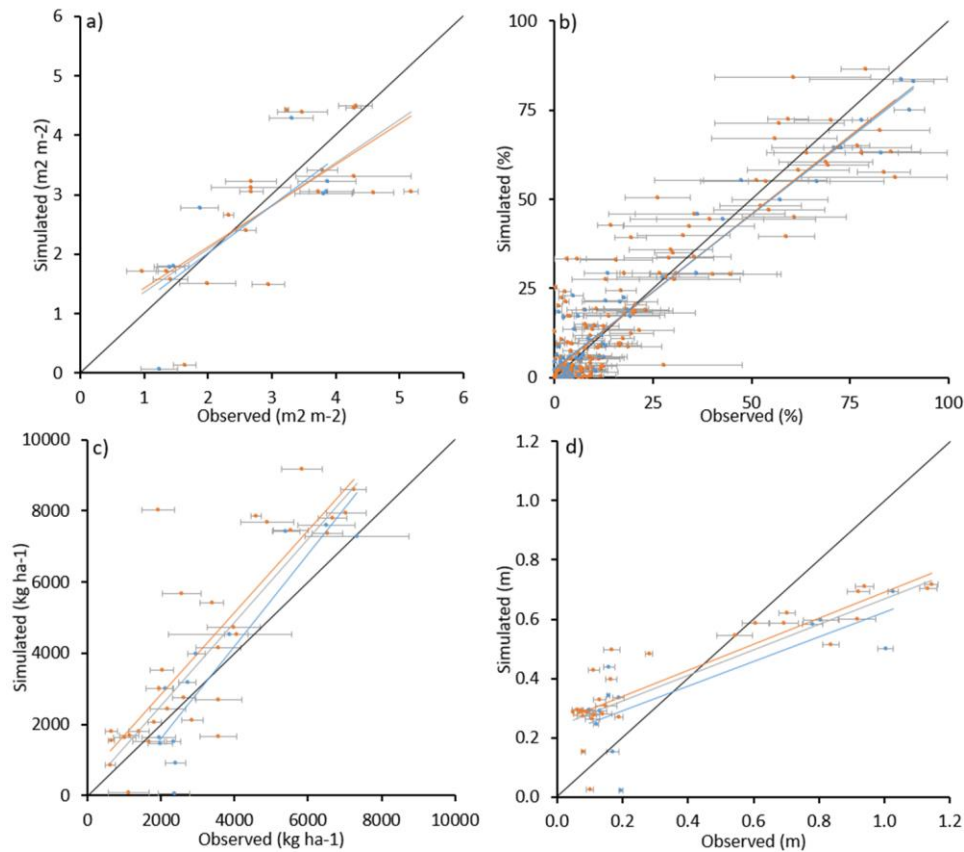 a)
6
5
4
3
2
1
0
Simulated (m2 m-2)
0 1 2 3 4 5 6
Observed (m2 m-2)
b)
100
75
50
25
0
Simulated (%)
0 25 50 75 100
Observed (%)
c)
10000
8000
6000
4000
2000
0
Simulated (kg ha-1)
0 2000 4000 6000 8000 10000
Observed (kg ha-1)
d)
1.2
1.0
0.8
0.6
0.4
0.2
0.0
Simulated (m)
0.0 0.2 0.4 0.6 0.8 1.0 1.2
Observed (m)